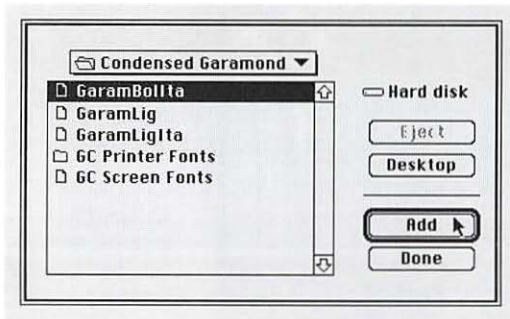 Condensed Garamond
GaramBolIta
GaramLig
GaramLigIta
GC Printer Fonts
GC Screen Fonts
Hard disk
Eject
Desktop
Add
Done